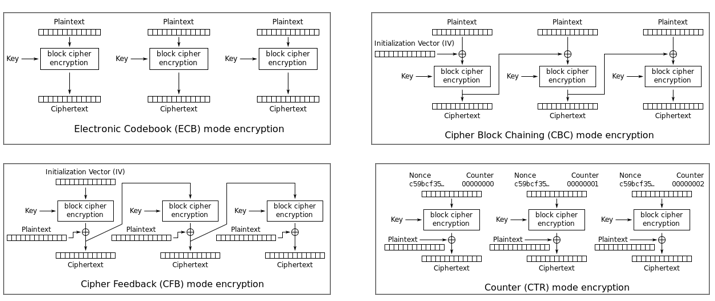 Plaintext Plaintext Plaintext
Key block cipher encryption Key block cipher encryption Key block cipher encryption
Ciphertext Ciphertext Ciphertext
Electronic Codebook (ECB) mode encryption
Plaintext Plaintext Plaintext
Initialization Vector (IV)
Key block cipher encryption Key block cipher encryption Key block cipher encryption
Ciphertext Ciphertext Ciphertext
Cipher Block Chaining (CBC) mode encryption
Initialization Vector (IV)
Key block cipher encryption Key block cipher encryption Key block cipher encryption
Plaintext Plaintext Plaintext
Ciphertext Ciphertext Ciphertext
Cipher Feedback (CFB) mode encryption
Nonce Counter Nonce Counter Nonce Counter
c59bcf35… 00000000 c59bcf35… 00000001 c59bcf35… 00000002
Key block cipher encryption Key block cipher encryption Key block cipher encryption
Plaintext Plaintext Plaintext
Ciphertext Ciphertext Ciphertext
Counter (CTR) mode encryption